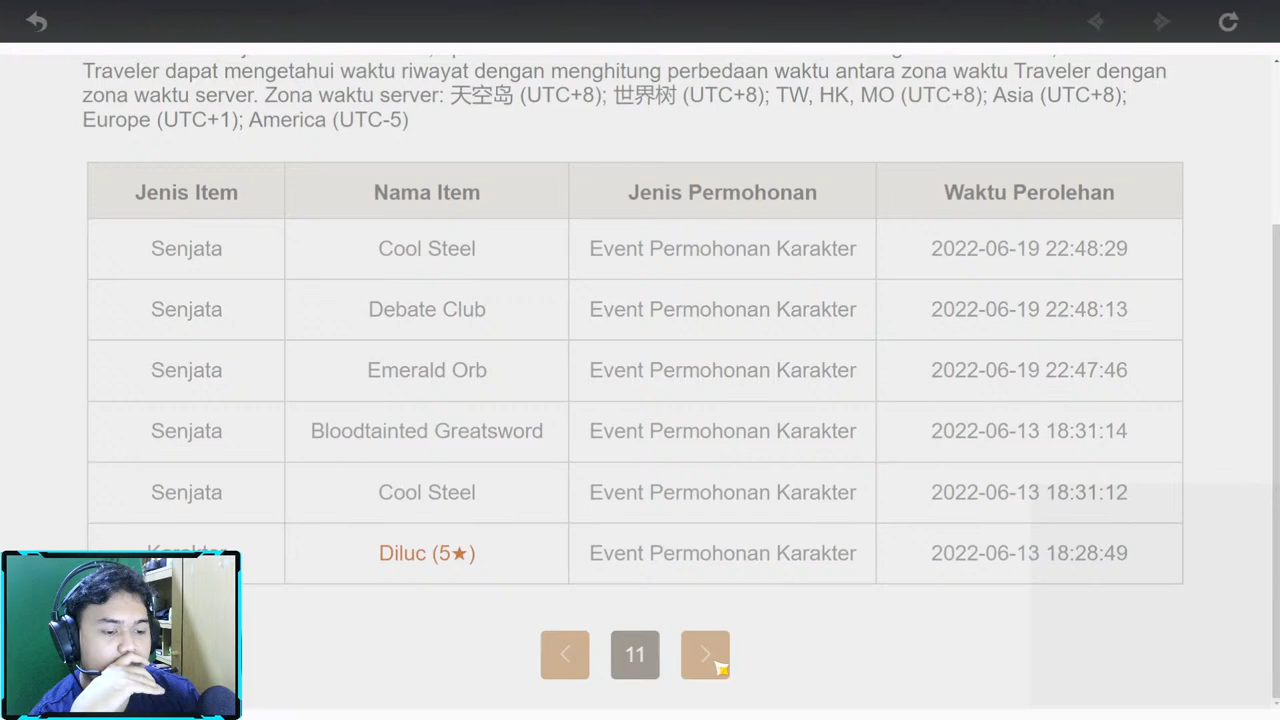 Traveler dapat mengetahui waktu riwayat dengan menghitung perbedaan waktu antara zona waktu Traveler dengan
zona waktu server. Zona waktu server: 天空岛 (UTC+8); 世界树 (UTC+8); TW, HK, MO (UTC+8); Asia (UTC+8);
Europe (UTC+1); America (UTC-5)
Jenis Item Nama Item Jenis Permohonan Waktu Perolehan
Senjata Cool Steel Event Permohonan Karakter 2022-06-19 22:48:29
Senjata Debate Club Event Permohonan Karakter 2022-06-19 22:48:13
Senjata Emerald Orb Event Permohonan Karakter 2022-06-19 22:47:46
Senjata Bloodtainted Greatsword Event Permohonan Karakter 2022-06-13 18:31:14
Senjata Cool Steel Event Permohonan Karakter 2022-06-13 18:31:12
Diluc (5★) Event Permohonan Karakter 2022-06-13 18:28:49
11